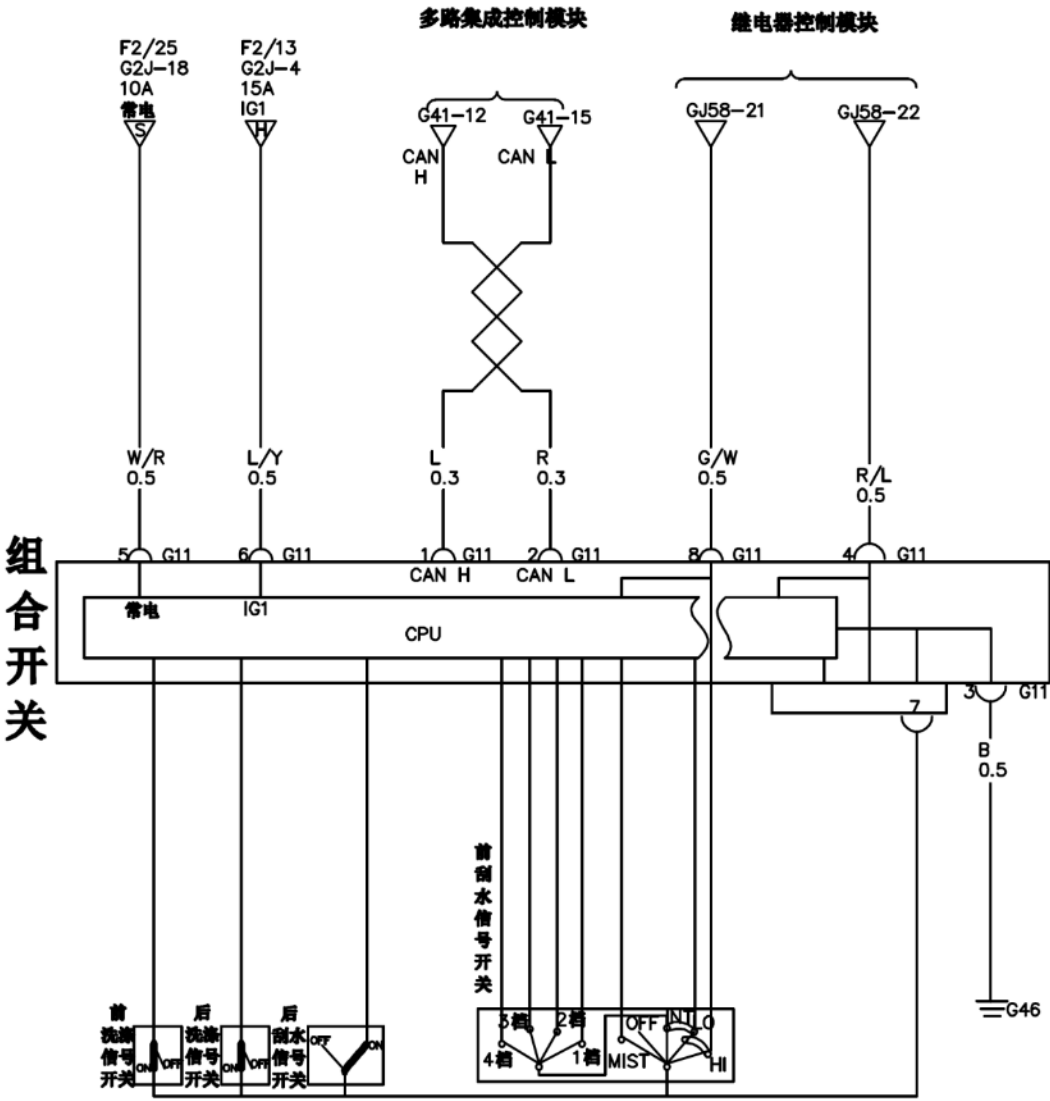 多路集成控制模块
继电器控制模块
F2/25
G2J-18
10A
常电
S
F2/13
G2J-4
15A
IG1
H
G41-12
G41-15
GJ58-21
GJ58-22
CAN
H
CAN L
W/R
0.5
L/Y
0.5
L
0.3
R
0.3
G/W
0.5
R/L
0.5
5 G11
6 G11
1 G11
2 G11
8 G11
4 G11
组合开关
CAN H
CAN L
常电
IG1
CPU
7
3 G11
B
0.5
前刮水信号开关
G46
前洗涤信号开关
ON
OFF
后洗涤信号开关
ON
OFF
后刮水信号开关
OFF
ON
3档
2档
4档
1档
OFF
INT
LO
MIST
HI